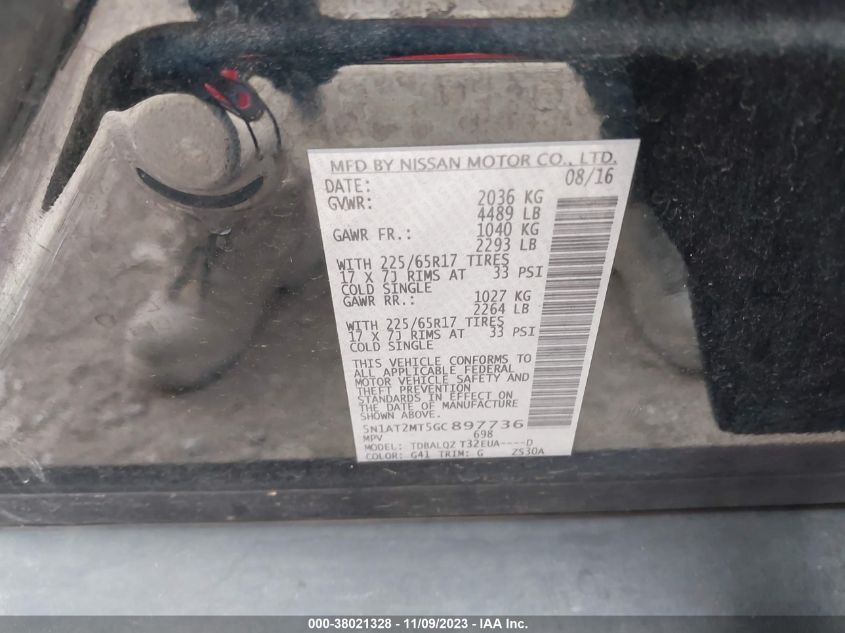 MFD BY NISSAN MOTOR CO., LTD.
DATE: 08/16
GVWR: 2036 KG
4489 LB
GAWR FR.: 1040 KG
2293 LB
WITH 225/65R17 TIRES
17 X 7J RIMS AT 33 PSI
COLD SINGLE
GAWR RR.: 1027 KG
2264 LB
WITH 225/65R17 TIRES
17 X 7J RIMS AT 33 PSI
COLD SINGLE
THIS VEHICLE CONFORMS TO
ALL APPLICABLE FEDERAL
MOTOR VEHICLE SAFETY AND
THEFT PREVENTION
STANDARDS IN EFFECT ON
THE DATE OF MANUFACTURE
SHOWN ABOVE.
5N1AT2MT5GC897736
MPV 698
MODEL: TDBALQZ T32EUA----D
COLOR: G41 TRIM: G ZS30A
000-38021328 - 11/09/2023 - IAA Inc.